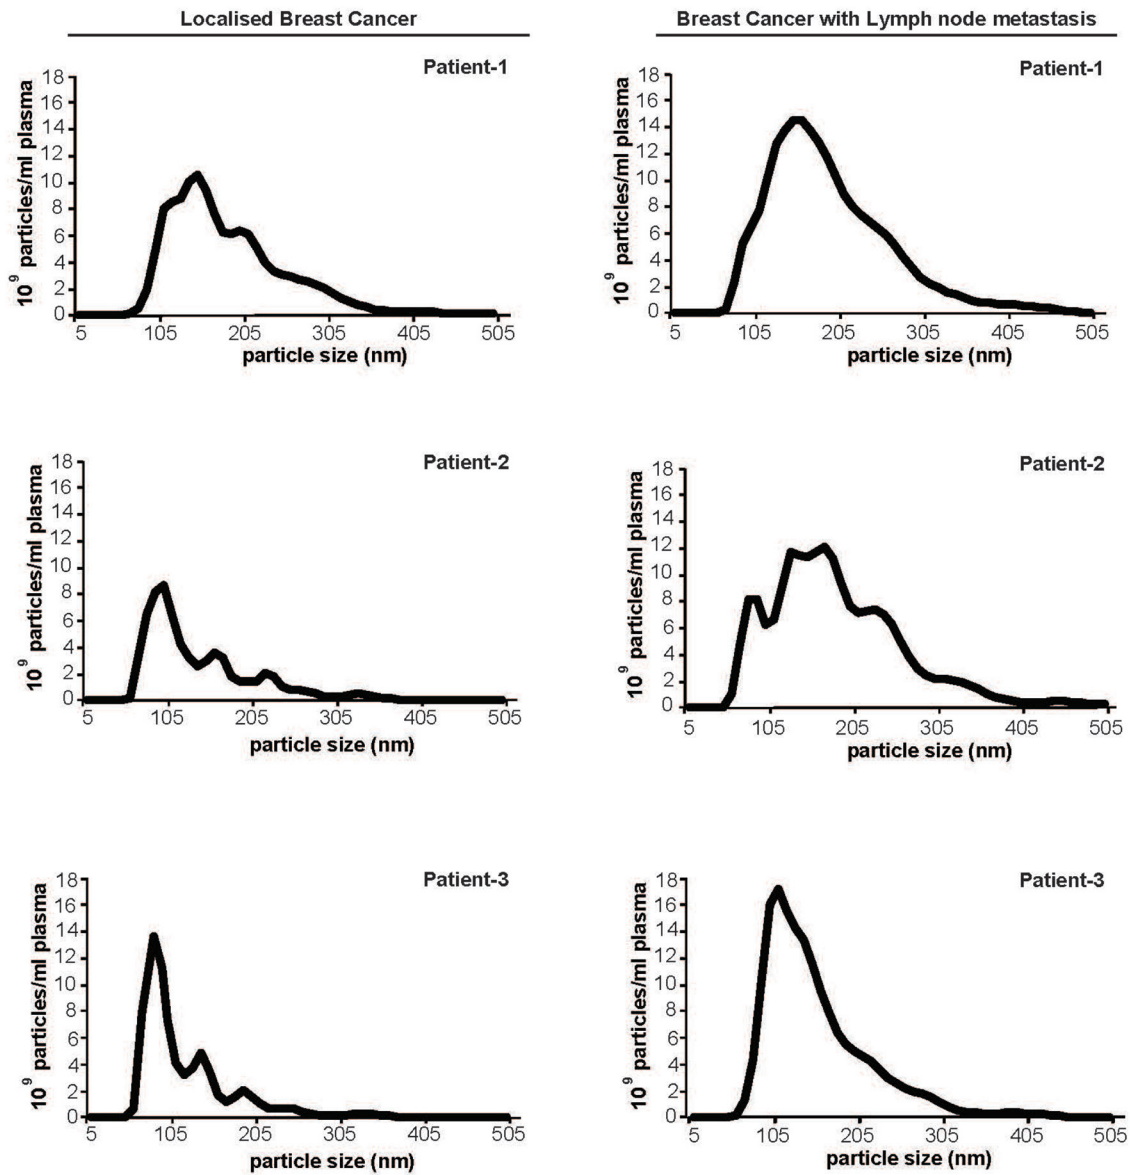 Localised Breast Cancer
Breast Cancer with Lymph node metastasis
Patient-1
10⁹ particles/ml plasma
18
16
14
12
10
8
6
4
2
0
5 105 205 305 405 505
particle size (nm)
Patient-1
10⁹ particles/ml plasma
18
16
14
12
10
8
6
4
2
0
5 105 205 305 405 505
particle size (nm)
Patient-2
10⁹ particles/ml plasma
18
16
14
12
10
8
6
4
2
0
5 105 205 305 405 505
particle size (nm)
Patient-2
10⁹ particles/ml plasma
18
16
14
12
10
8
6
4
2
0
5 105 205 305 405 505
particle size (nm)
Patient-3
10⁹ particles/ml plasma
18
16
14
12
10
8
6
4
2
0
5 105 205 305 405 505
particle size (nm)
Patient-3
10⁹ particles/ml plasma
18
16
14
12
10
8
6
4
2
0
5 105 205 305 405 505
particle size (nm)